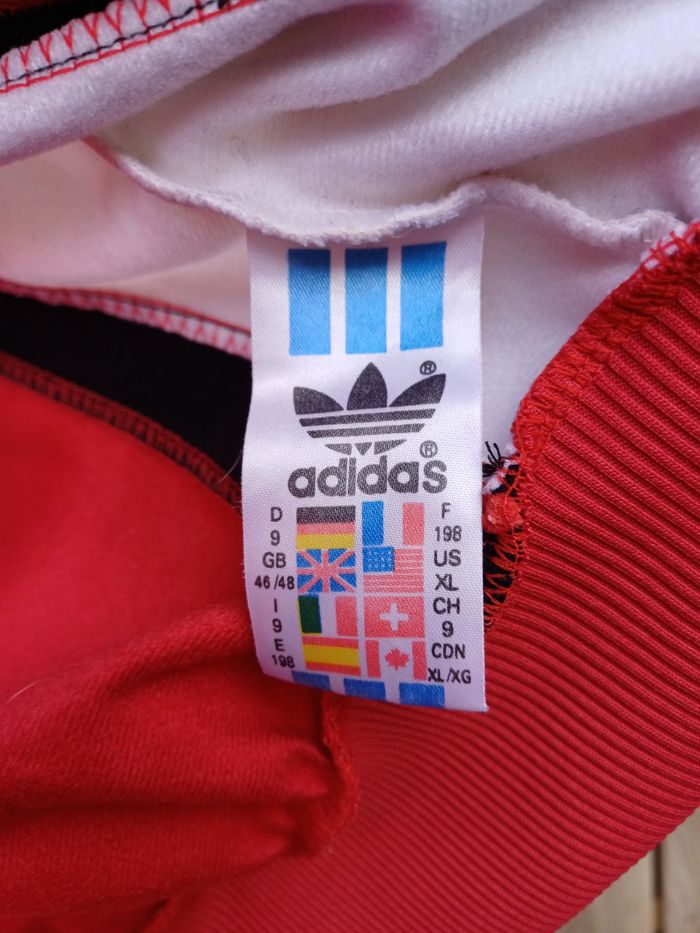 ®
®
adidas
D F
9 198
GB US
46/48 XL
I CH
9 9
E CDN
198 XL/XG